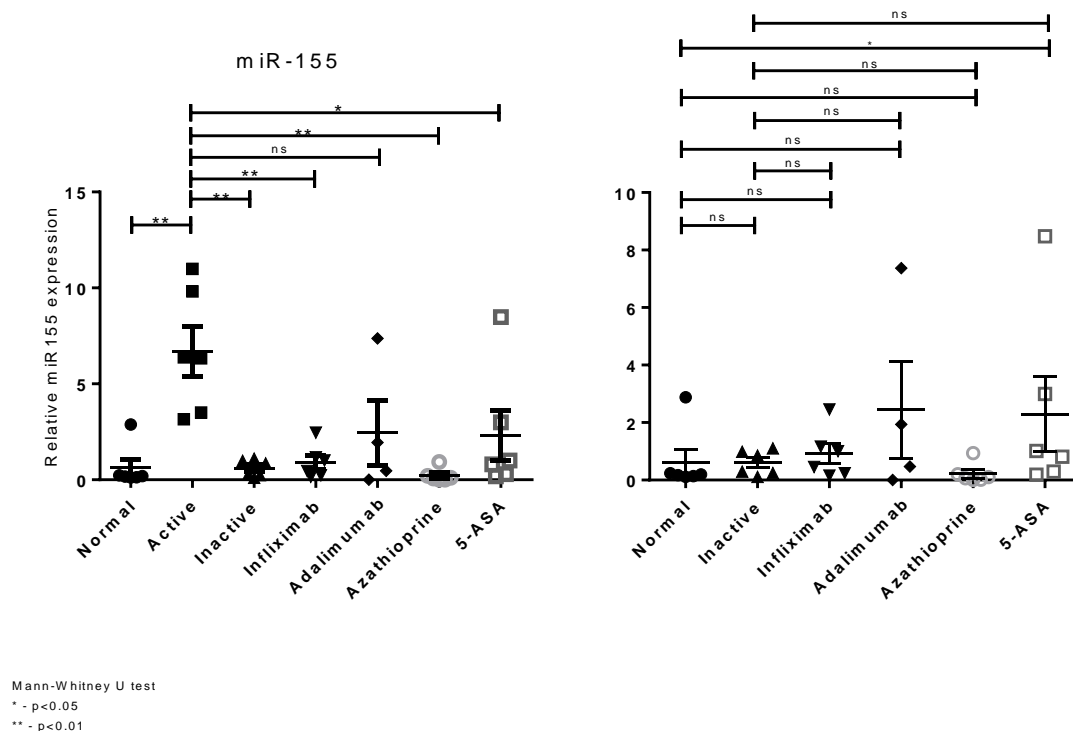 miR-155
*
**
ns
**
**
**
15
10
5
0
Relative miR155 expression
Normal
Active
Inactive
Infliximab
Adalimumab
Azathioprine
5-ASA
ns
*
ns
ns
ns
ns
ns
ns
ns
10
8
6
4
2
0
Normal
Inactive
Infliximab
Adalimumab
Azathioprine
5-ASA
Mann-Whitney U test
* - p<0.05
** - p<0.01